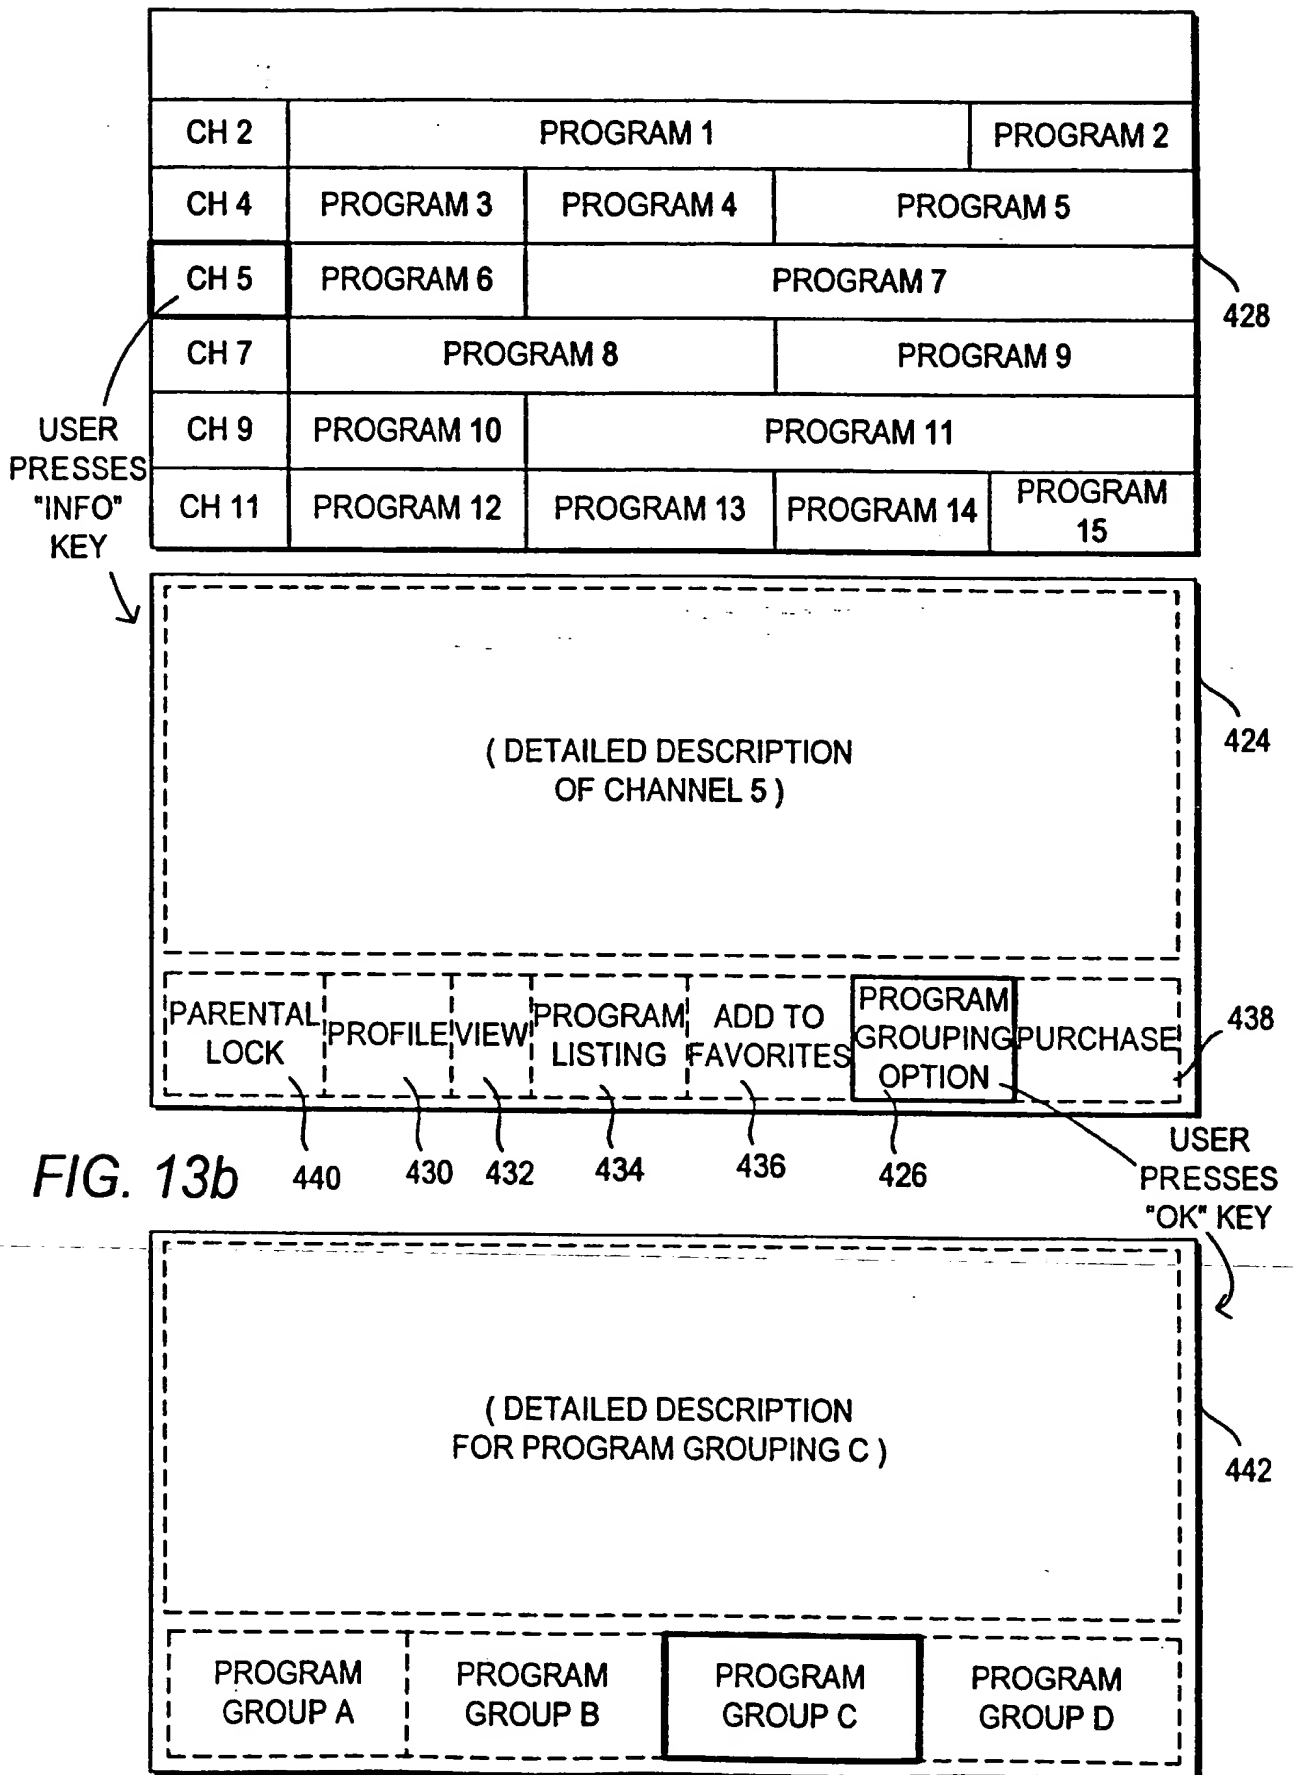 CH 2 PROGRAM 1 PROGRAM 2
CH 4 PROGRAM 3 PROGRAM 4 PROGRAM 5
CH 5 PROGRAM 6 PROGRAM 7
428
CH 7 PROGRAM 8 PROGRAM 9
CH 9 PROGRAM 10 PROGRAM 11
CH 11 PROGRAM 12 PROGRAM 13 PROGRAM 14 PROGRAM
15
USER
PRESSES
"INFO"
KEY
( DETAILED DESCRIPTION
OF CHANNEL 5 )
424
PARENTAL
LOCK
PROFILE
VIEW
PROGRAM
LISTING
ADD TO
FAVORITES
PROGRAM
GROUPING
OPTION
PURCHASE
438
440 430 432 434 436 426
USER
PRESSES
"OK" KEY
FIG. 13b
( DETAILED DESCRIPTION
FOR PROGRAM GROUPING C )
442
PROGRAM
GROUP A
PROGRAM
GROUP B
PROGRAM
GROUP C
PROGRAM
GROUP D